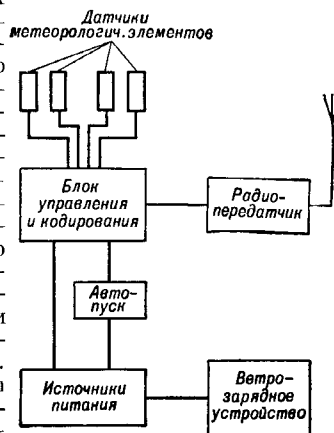 Датчики
метеорологич. элементов
Блок
управления
и кодирования
Радио-
передатчик
Авто-
пуск
Источники
питания
Ветро-
зарядное
устройство